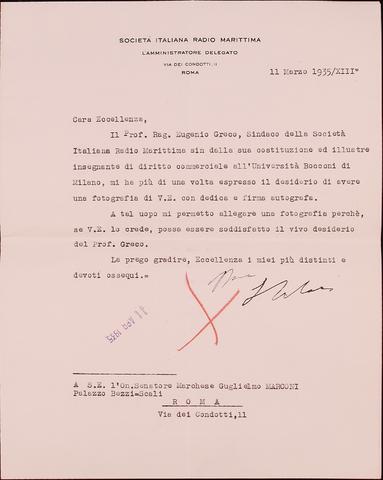 SOCIETÀ ITALIANA RADIO MARITTIMA
L'AMMINISTRATORE DELEGATO
VIA DEI CONDOTTI, 11
ROMA
11 Marzo 1935/XIII°
Cara Eccellenza,
Il Prof. Rag. Eugenio Greco, Sindaco della Società
Italiana Radio Marittima sin dalla sua costituzione ed illustre
insegnante di diritto commerciale all'Università Bocconi di
Milano, mi ha più di una volta espresso il desiderio di avere
una fotografia di V.E. con dedica e firma autografa.
A tal uopo mi permetto allegare una fotografia perchè,
se V.E. lo crede, possa essere soddisfatto il vivo desiderio
del Prof. Greco.
La prego gradire, Eccellenza i miei più distinti e
devoti ossequi.=
11 APR 1935
A S.E. l'On.Senatore Marchese Guglielmo MARCONI
Palazzo Bezzi=Scali
R O M A
Via dei Condotti,11